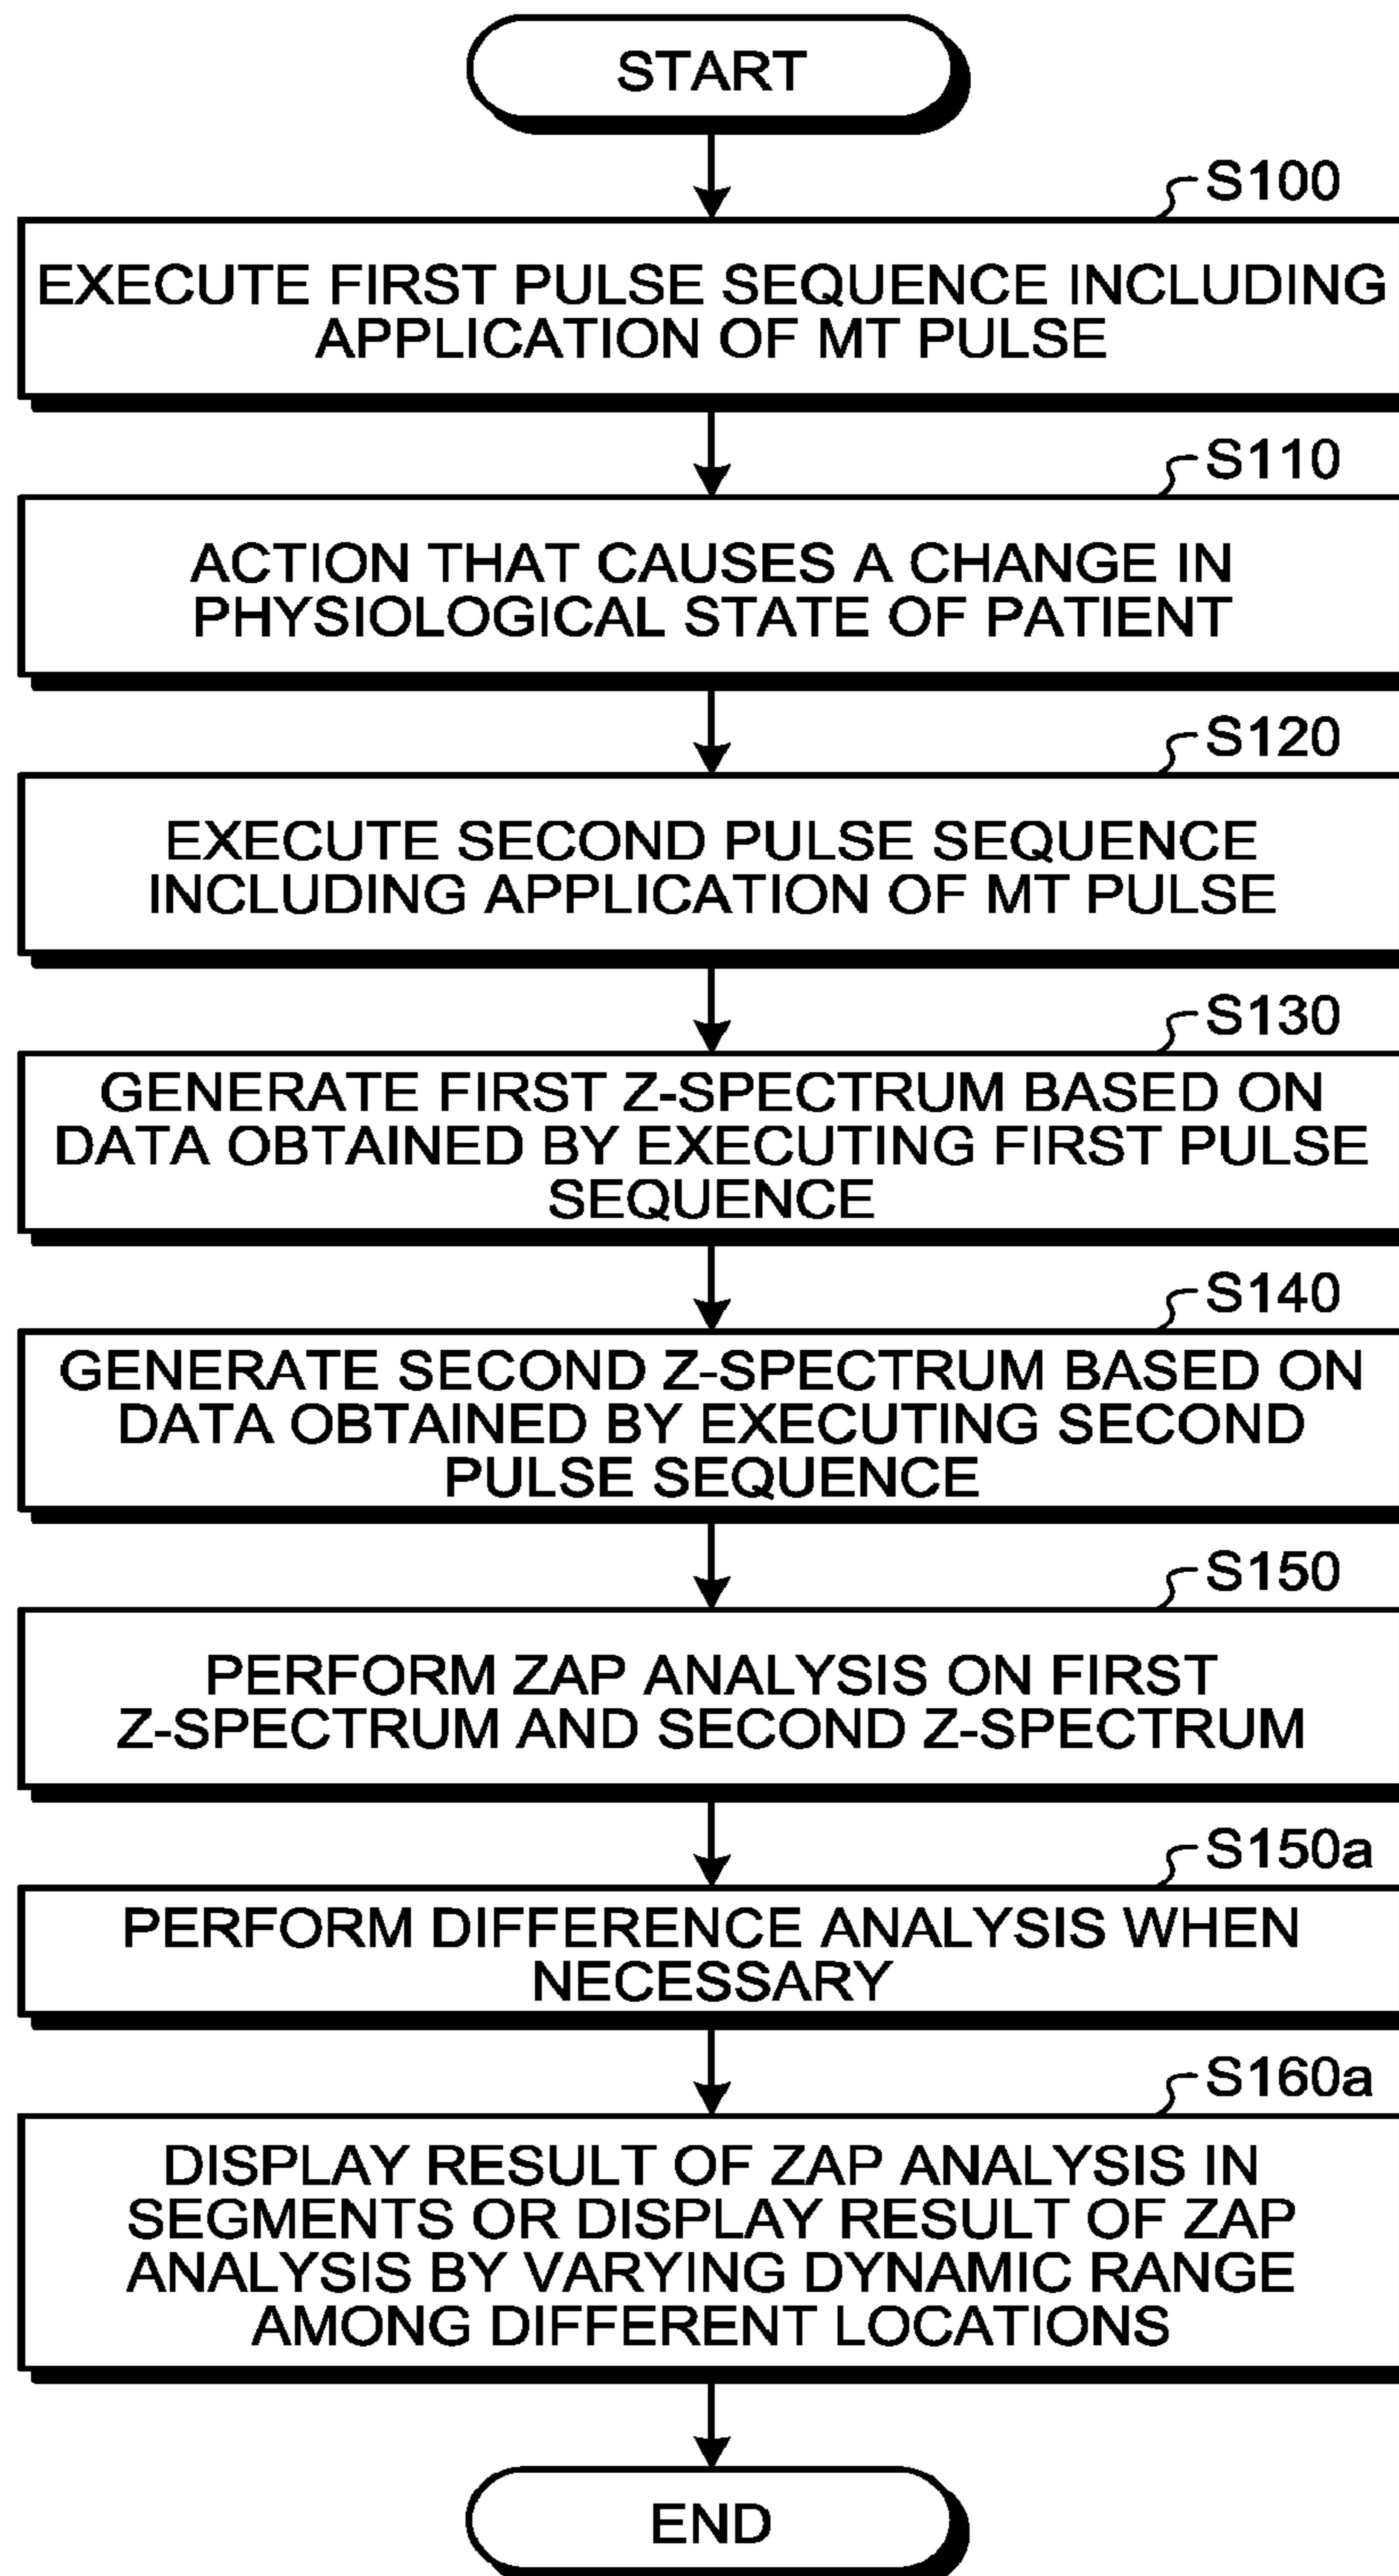 START
S100
EXECUTE FIRST PULSE SEQUENCE INCLUDING
APPLICATION OF MT PULSE
S110
ACTION THAT CAUSES A CHANGE IN
PHYSIOLOGICAL STATE OF PATIENT
S120
EXECUTE SECOND PULSE SEQUENCE
INCLUDING APPLICATION OF MT PULSE
S130
GENERATE FIRST Z-SPECTRUM BASED ON
DATA OBTAINED BY EXECUTING FIRST PULSE
SEQUENCE
S140
GENERATE SECOND Z-SPECTRUM BASED ON
DATA OBTAINED BY EXECUTING SECOND
PULSE SEQUENCE
S150
PERFORM ZAP ANALYSIS ON FIRST
Z-SPECTRUM AND SECOND Z-SPECTRUM
S150a
PERFORM DIFFERENCE ANALYSIS WHEN
NECESSARY
S160a
DISPLAY RESULT OF ZAP ANALYSIS IN
SEGMENTS OR DISPLAY RESULT OF ZAP
ANALYSIS BY VARYING DYNAMIC RANGE
AMONG DIFFERENT LOCATIONS
END